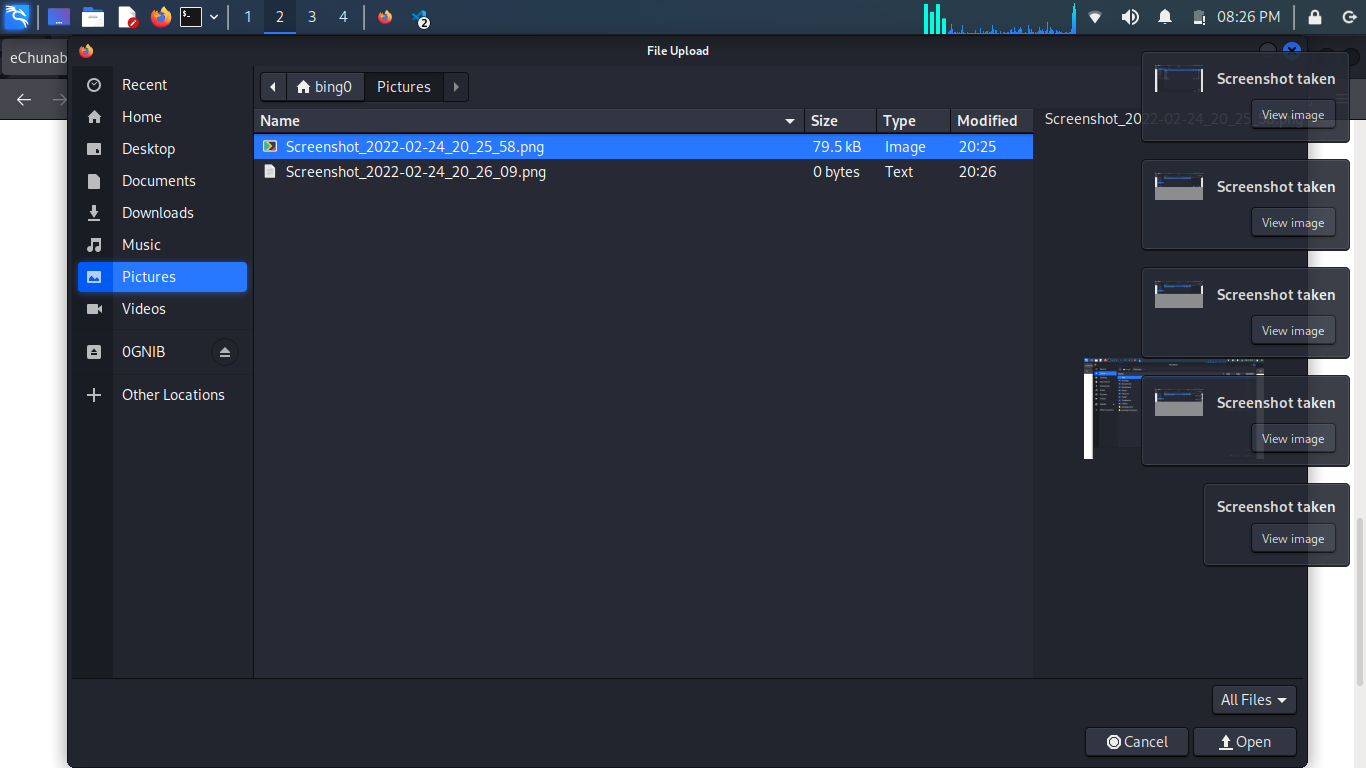 1 2 3 4 2 08:26 PM
File Upload
eChunab
Recent
Home
Desktop
Documents
Downloads
Music
Pictures
Videos
0GNIB
Other Locations
bing0 Pictures
Name Size Type Modified
Screenshot_2022-02-24_20_25_58.png 79.5 kB Image 20:25
Screenshot_2022-02-24_20_26_09.png 0 bytes Text 20:26
Screenshot_2022-02-24_20_25_58.png
Screenshot taken
View image
Screenshot taken
View image
Screenshot taken
View image
Screenshot taken
View image
Screenshot taken
View image
All Files
Cancel Open